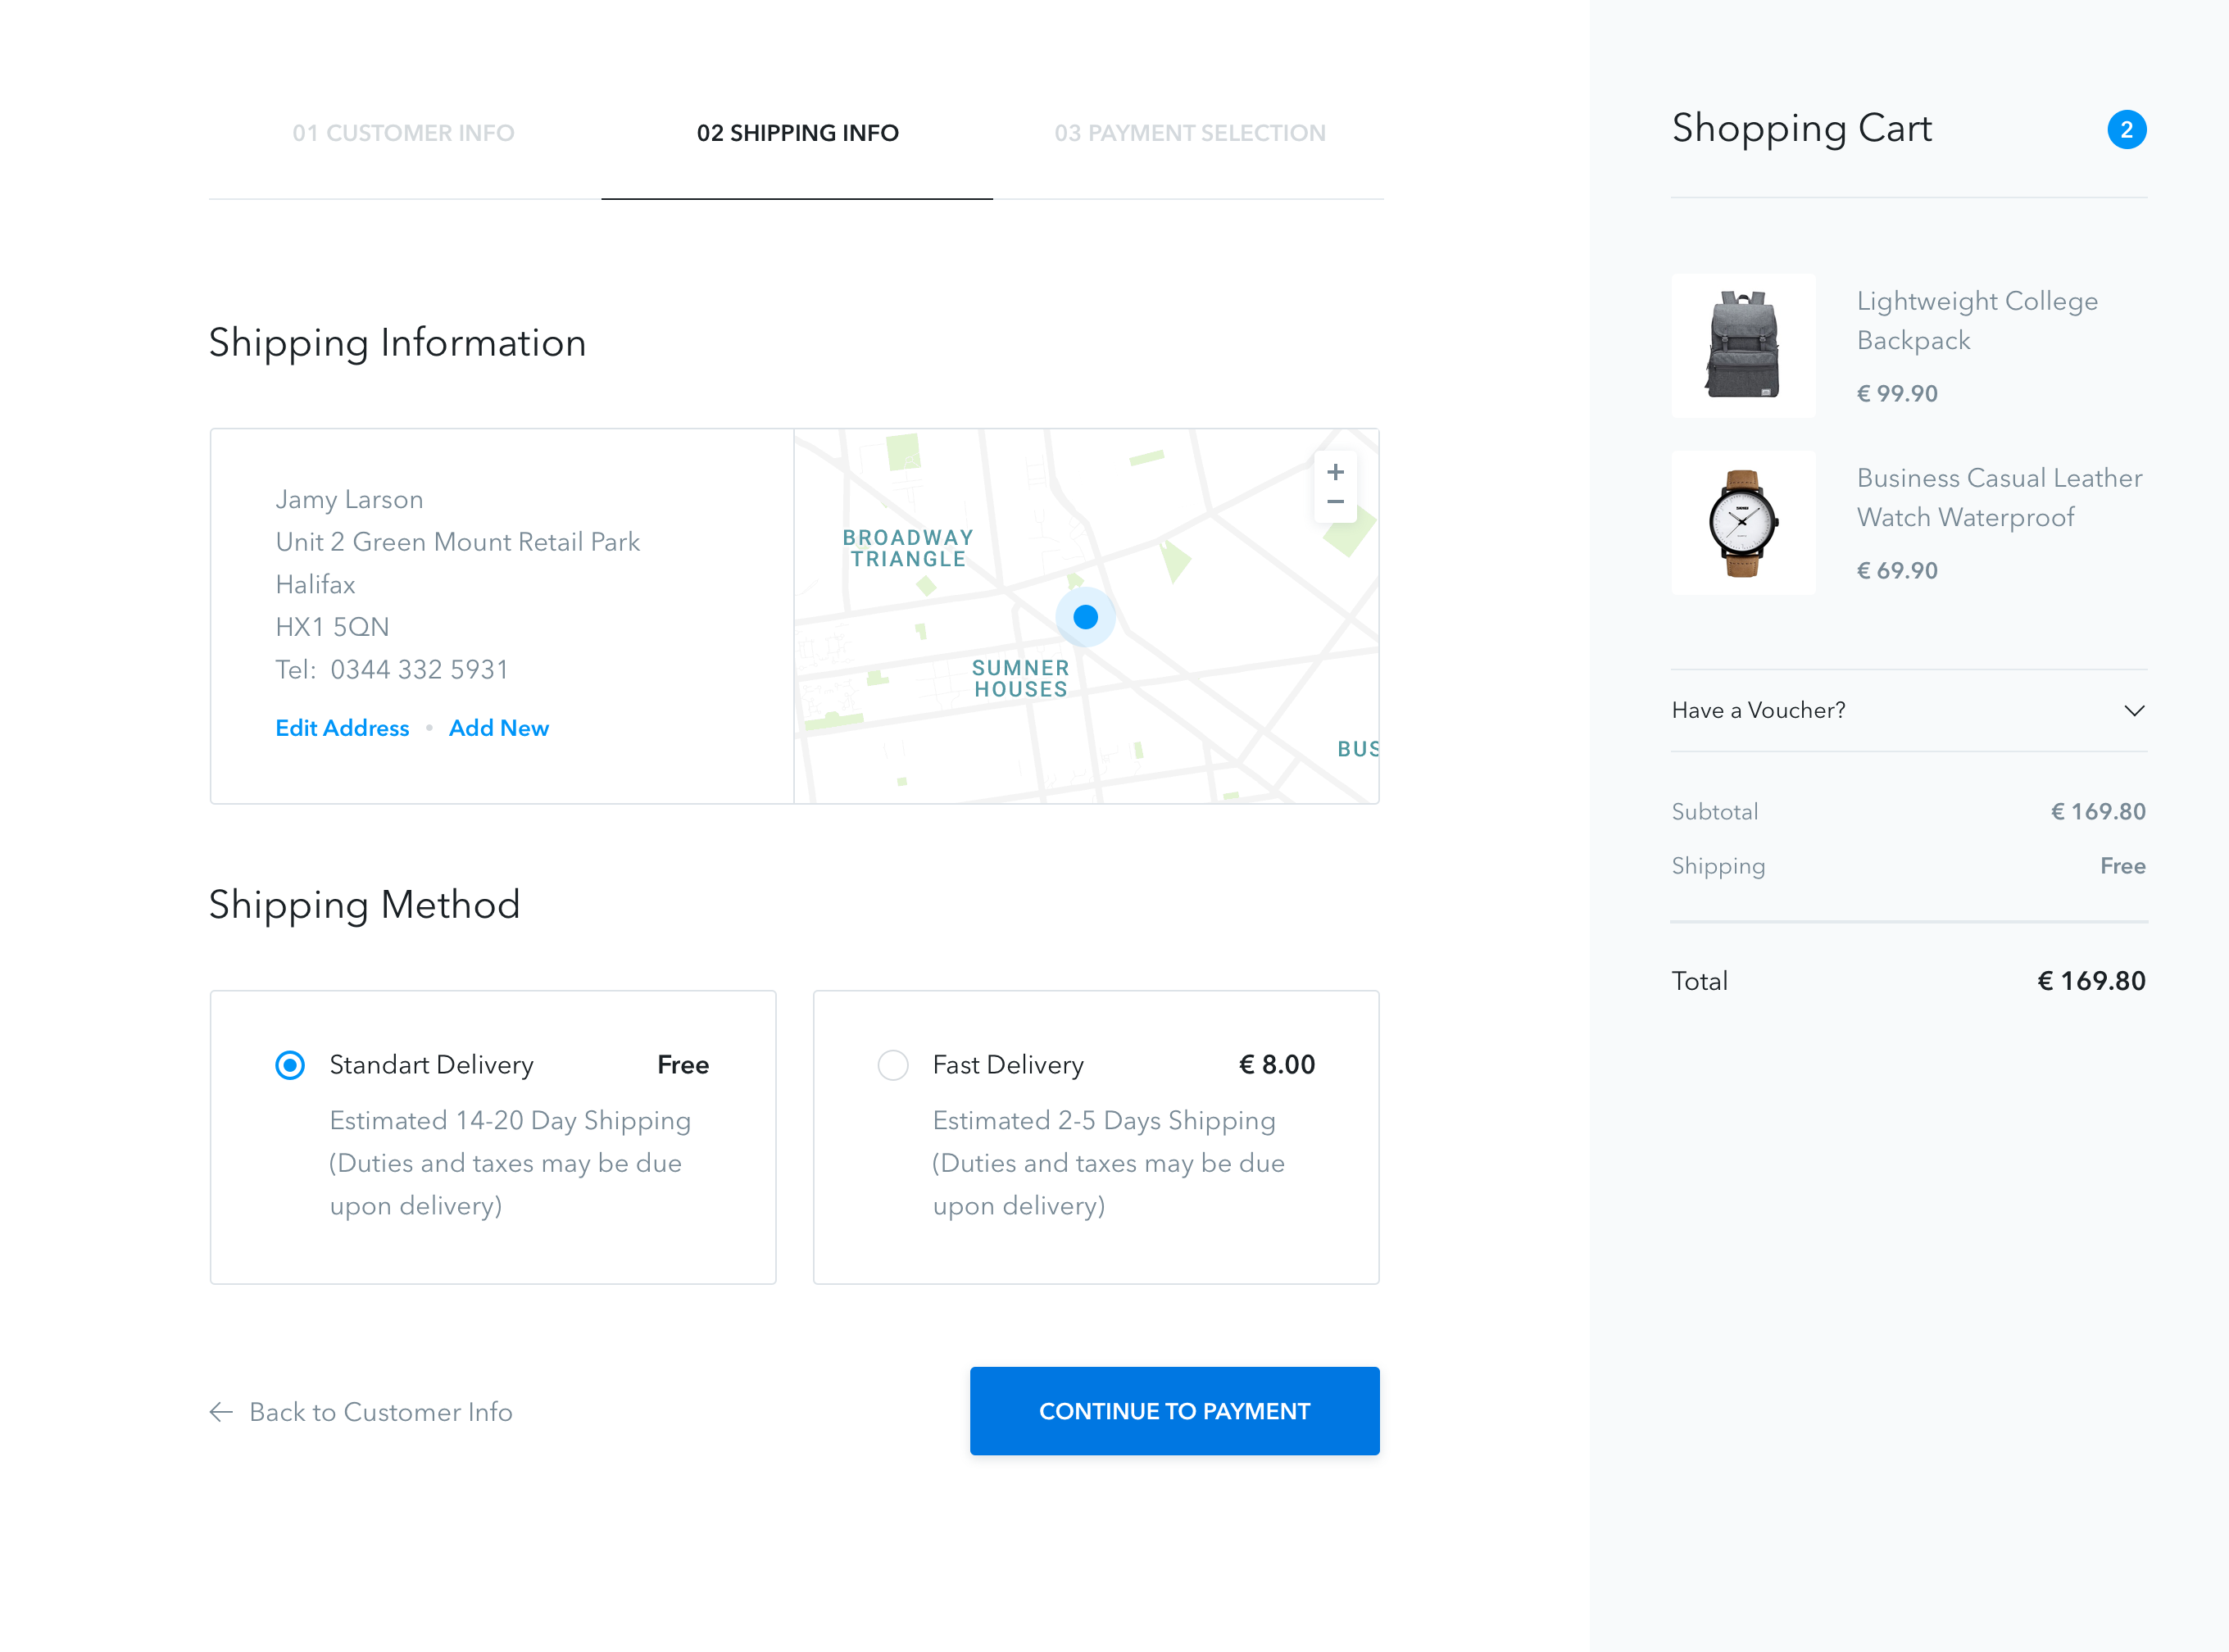 01 CUSTOMER INFO
02 SHIPPING INFO
03 PAYMENT SELECTION
Shipping Information
Jamy Larson
Unit 2 Green Mount Retail Park
Halifax
HX1 5QN
Tel: 0344 332 5931
Edit Address • Add New
BROADWAY
TRIANGLE
SUMNER
HOUSES
BUS
+
−
Shipping Method
Standart Delivery Free
Estimated 14-20 Day Shipping
(Duties and taxes may be due
upon delivery)
Fast Delivery € 8.00
Estimated 2-5 Days Shipping
(Duties and taxes may be due
upon delivery)
Back to Customer Info
CONTINUE TO PAYMENT
Shopping Cart 2
Lightweight College
Backpack
€ 99.90
Business Casual Leather
Watch Waterproof
€ 69.90
Have a Voucher?
Subtotal € 169.80
Shipping Free
Total € 169.80